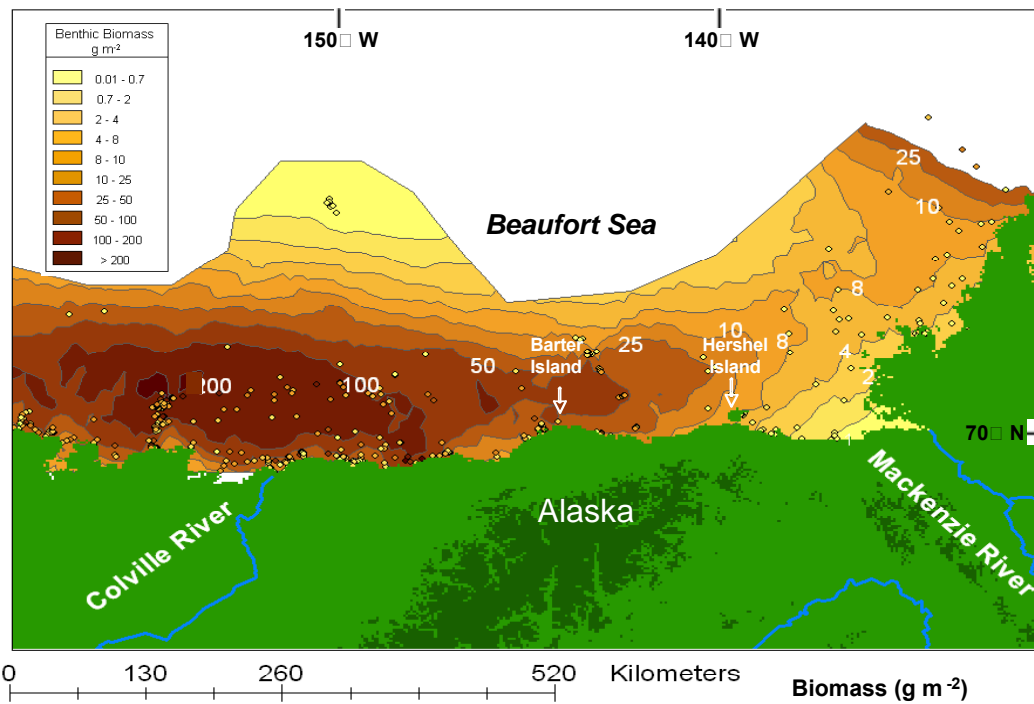 150□ W
140□ W
Benthic Biomass
g m-2
0.01 - 0.7
0.7 - 2
2 - 4
4 - 8
8 - 10
10 - 25
25 - 50
50 - 100
100 - 200
> 200
Beaufort Sea
25
10
8
10
8
25
4
50
2
200
100
Barter
Island
Hershel
Island
70□ N
Alaska
Colville River
Mackenzie River
0
130
260
520
Kilometers
Biomass (g m -2)